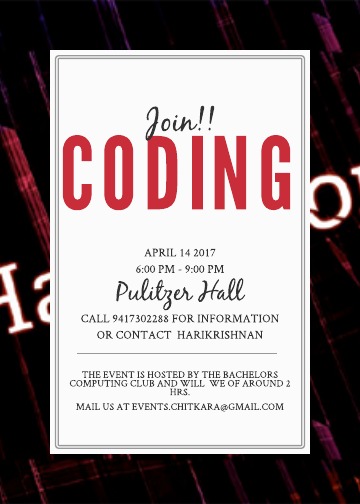 Join!!
CODING
APRIL 14 2017
6:00 PM - 9:00 PM
Pulitzer Hall
CALL 9417302288 FOR INFORMATION
OR CONTACT HARIKRISHNAN
THE EVENT IS HOSTED BY THE BACHELORS
COMPUTING CLUB AND WILL WE OF AROUND 2
HRS.
MAIL US AT EVENTS.CHITKARA@GMAIL.COM